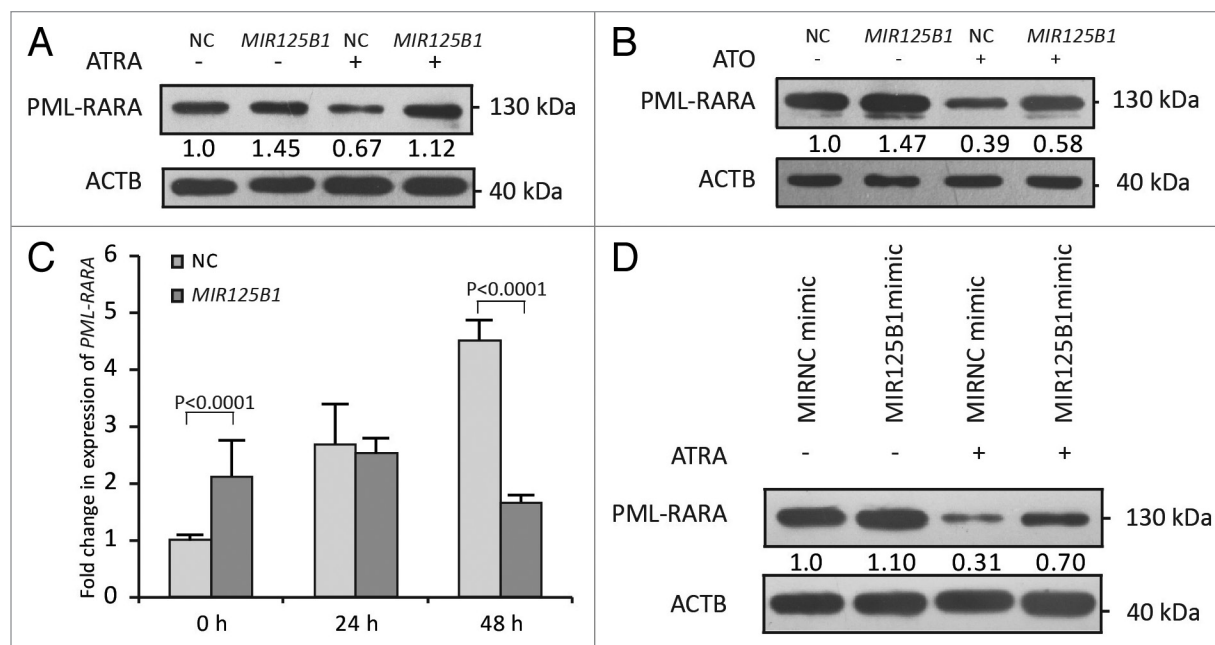 A
NC MIR125B1 NC MIR125B1
ATRA - - + +
PML-RARA 130 kDa
1.0 1.45 0.67 1.12
ACTB 40 kDa
B
NC MIR125B1 NC MIR125B1
ATO - - + +
PML-RARA 130 kDa
1.0 1.47 0.39 0.58
ACTB 40 kDa
C
Fold change in expression of PML-RARA
6
5
4
3
2
1
0
NC
MIR125B1
P<0.0001
P<0.0001
0 h 24 h 48 h
D
MIRNC mimic
MIR125B1mimic
MIRNC mimic
MIR125B1mimic
ATRA - - + +
PML-RARA 130 kDa
1.0 1.10 0.31 0.70
ACTB 40 kDa